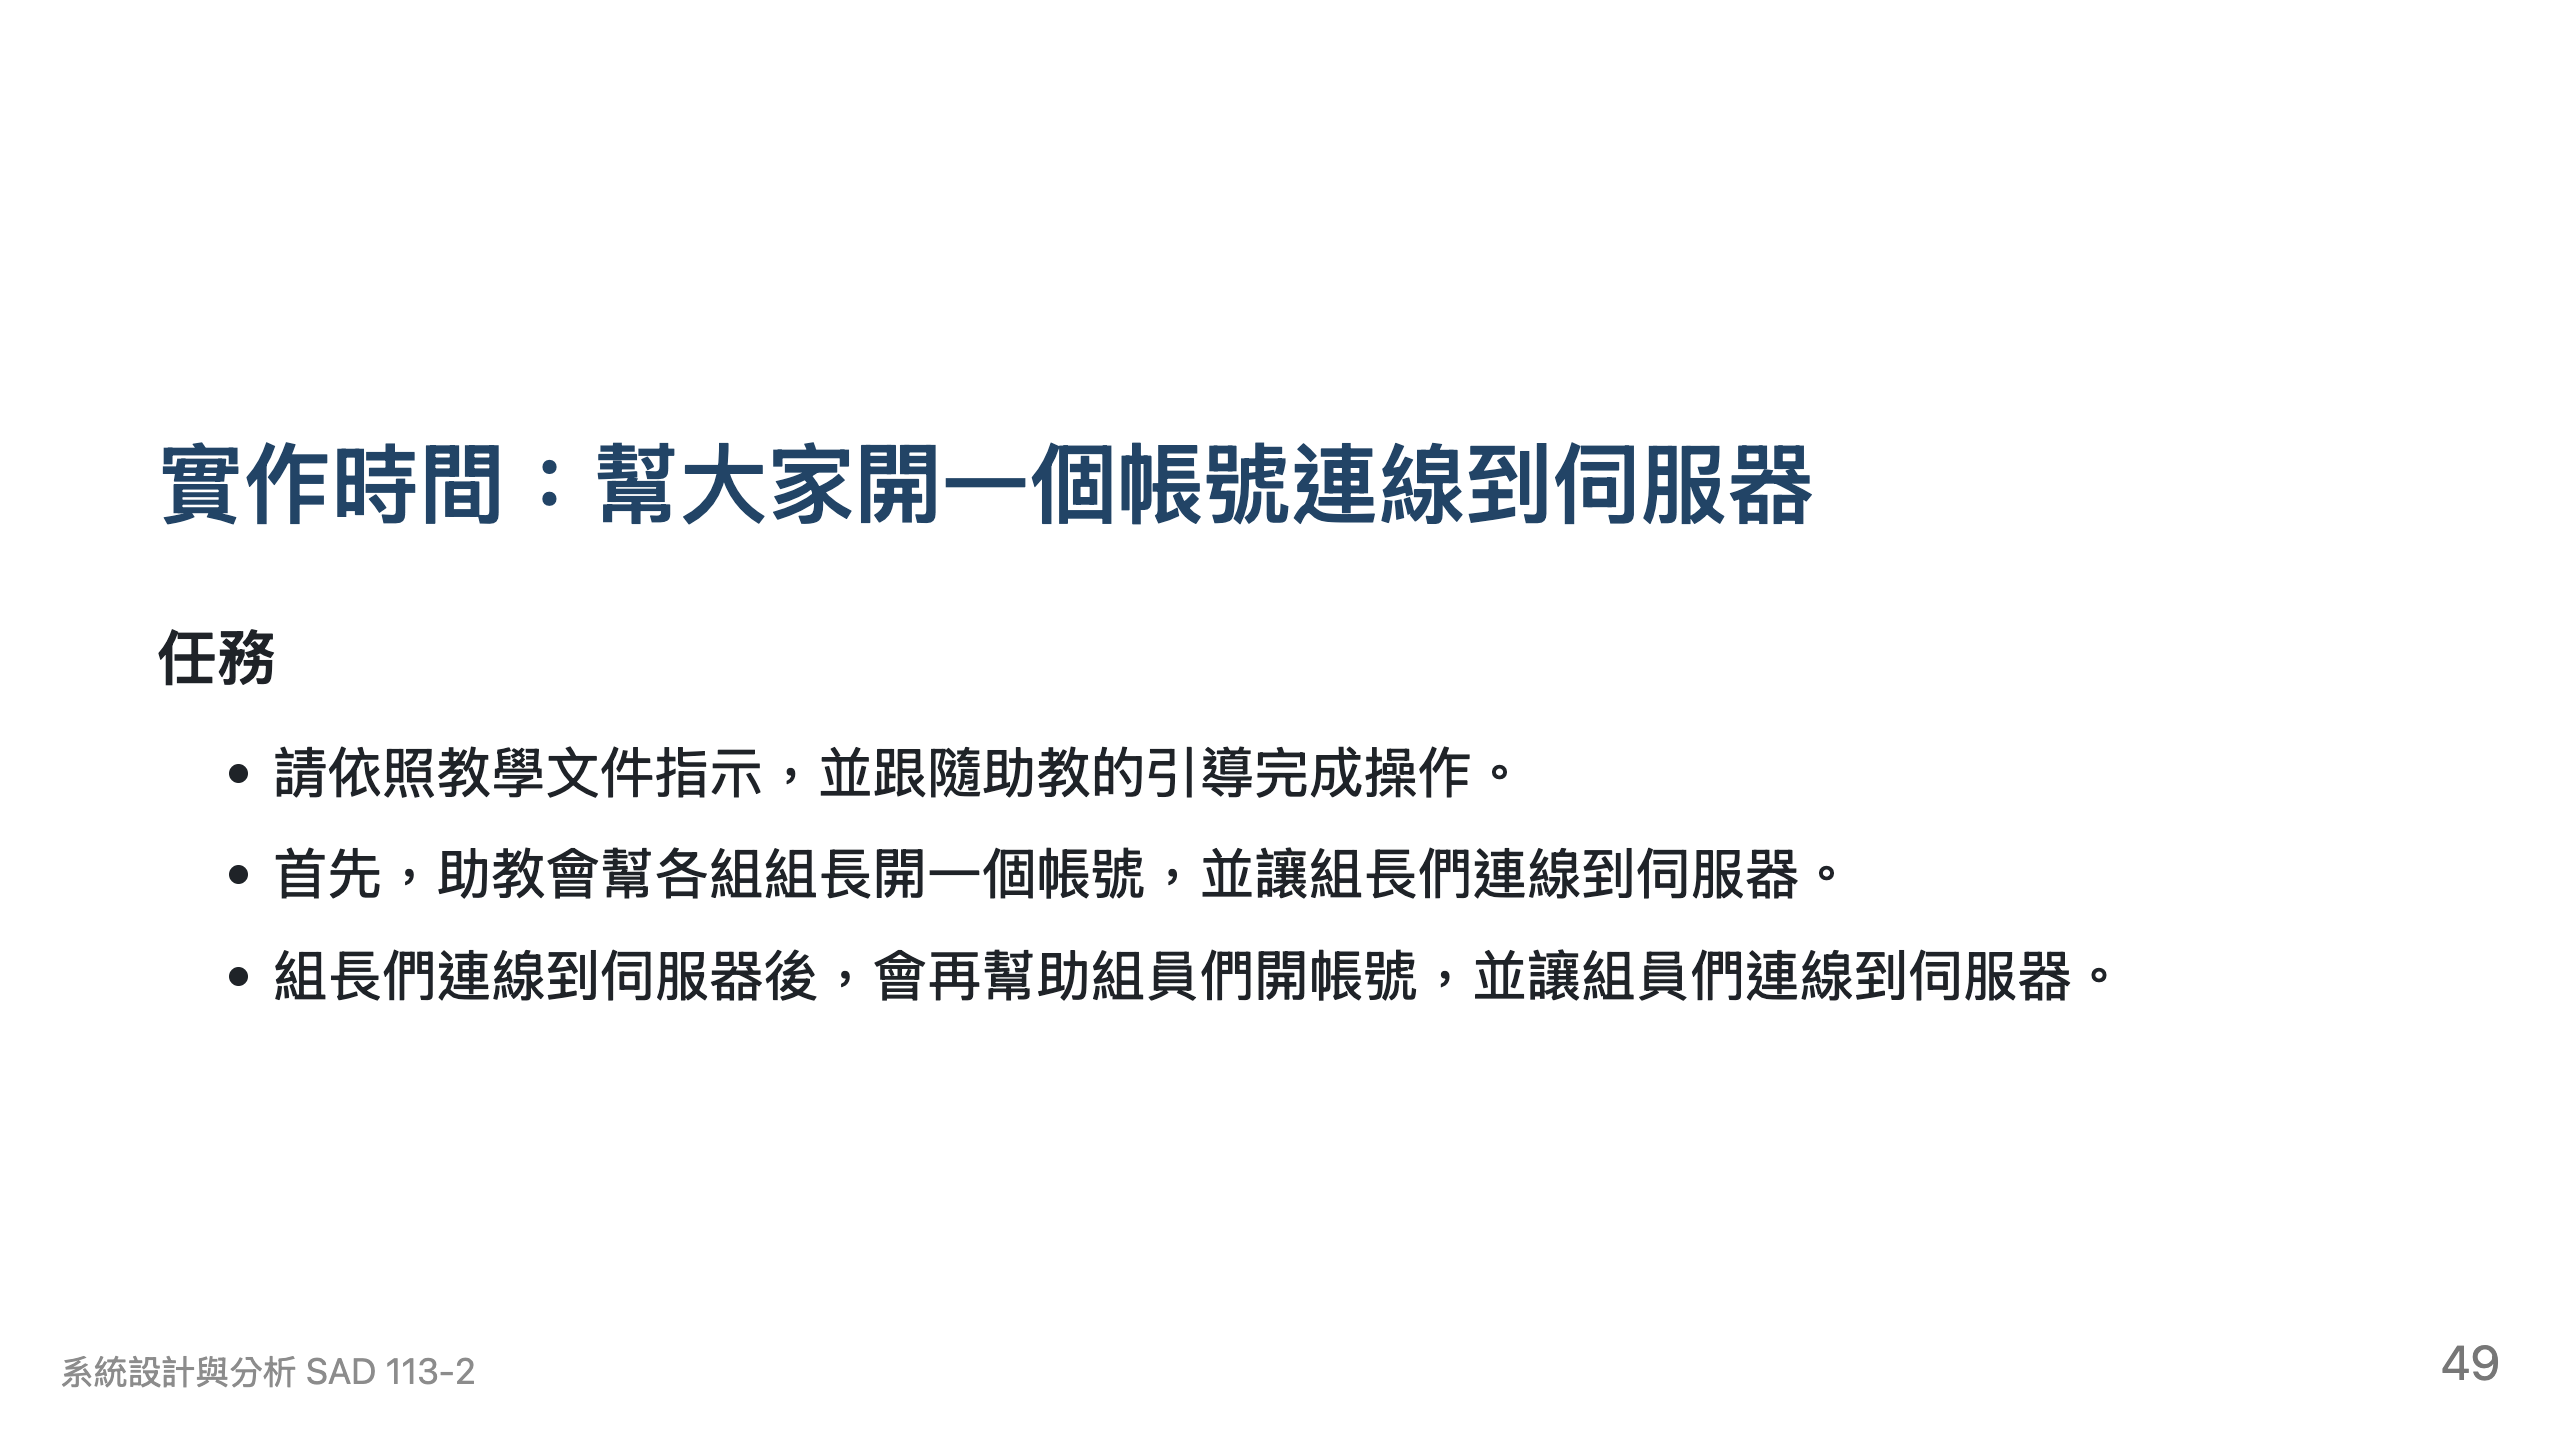 實作時間：幫大家開一個帳號連線到伺服器
任務
• 請依照教學文件指示，並跟隨助教的引導完成操作。
• 首先，助教會幫各組組長開一個帳號，並讓組長們連線到伺服器。
• 組長們連線到伺服器後，會再幫助組員們開帳號，並讓組員們連線到伺服器。
系統設計與分析 SAD 113-2
49